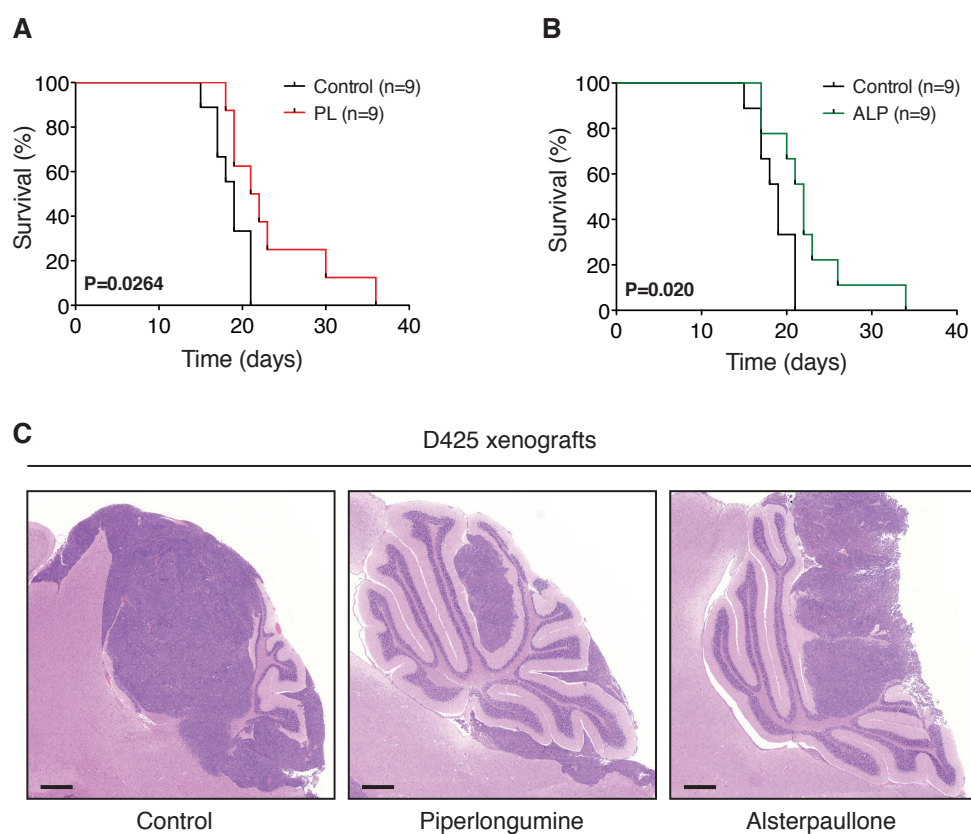 A
B
Control (n=9)
PL (n=9)
Survival (%)
100
80
60
40
20
0
P=0.0264
0 10 20 30 40
Time (days)
Control (n=9)
ALP (n=9)
Survival (%)
100
80
60
40
20
0
P=0.020
0 10 20 30 40
Time (days)
C
D425 xenografts
Control
Piperlongumine
Alsterpaullone